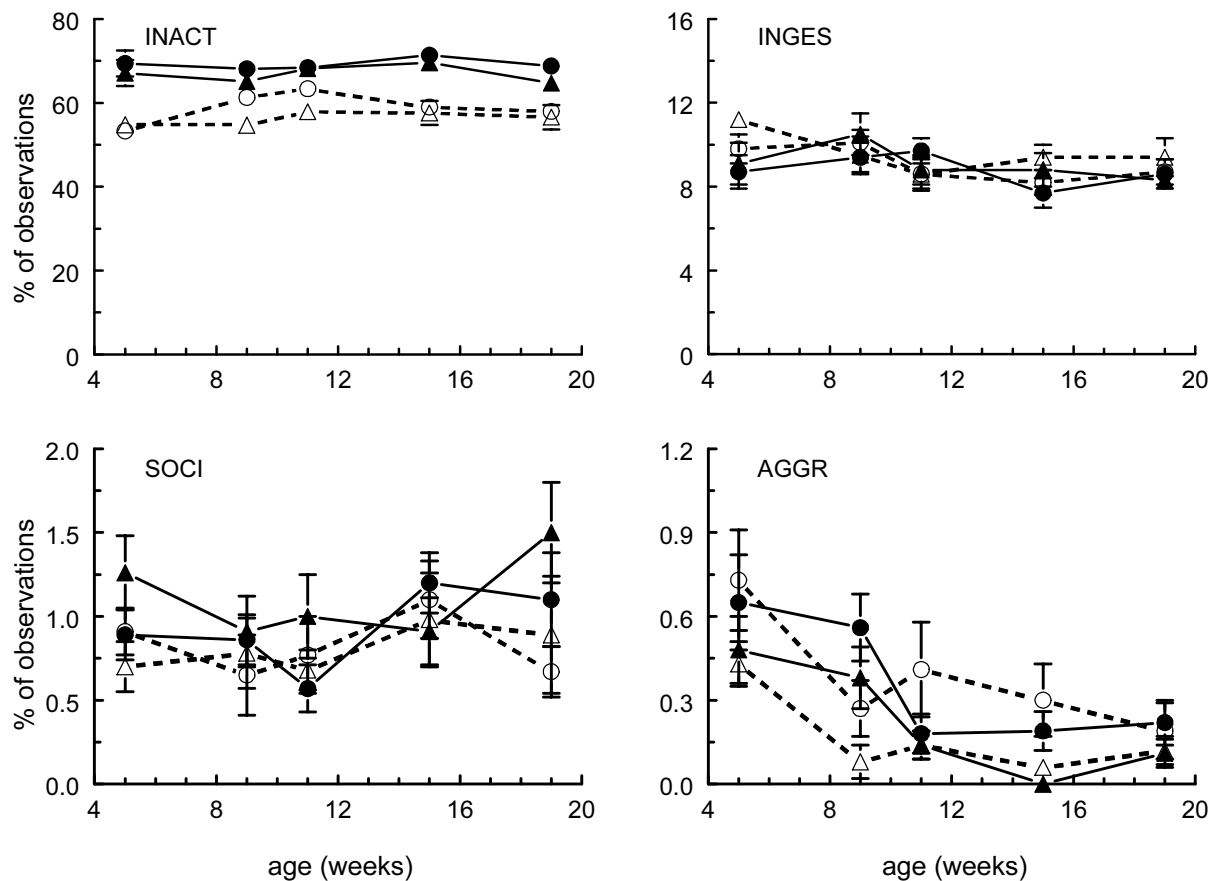 80
60
40
20
0
% of observations
INACT
4 8 12 16 20
16
12
8
4
0
INGES
4 8 12 16 20
2.0
1.5
1.0
0.5
0.0
% of observations
SOCI
4 8 12 16 20
age (weeks)
1.2
0.9
0.6
0.3
0.0
AGGR
4 8 12 16 20
age (weeks)